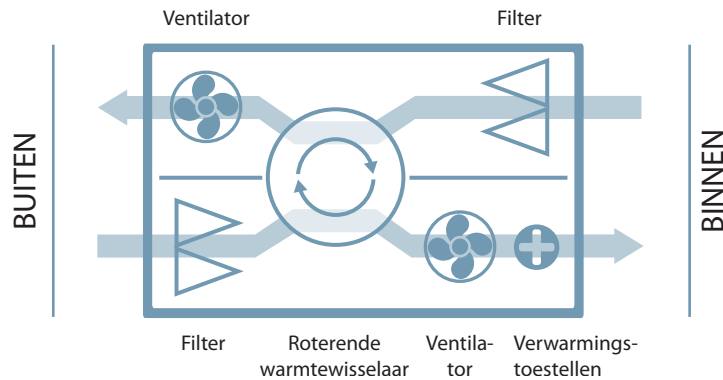 Ventilator
Filter
BUITEN
BINNEN
Filter
Roterende
warmtewisselaar
Ventila-
tor
Verwarmings-
toestellen